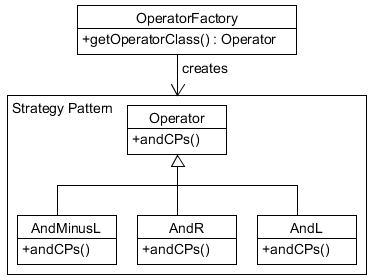 OperatorFactory
+getOperatorClass() : Operator
creates
Strategy Pattern
Operator
+andCPs()
AndMinusL
+andCPs()
AndR
+andCPs()
AndL
+andCPs()